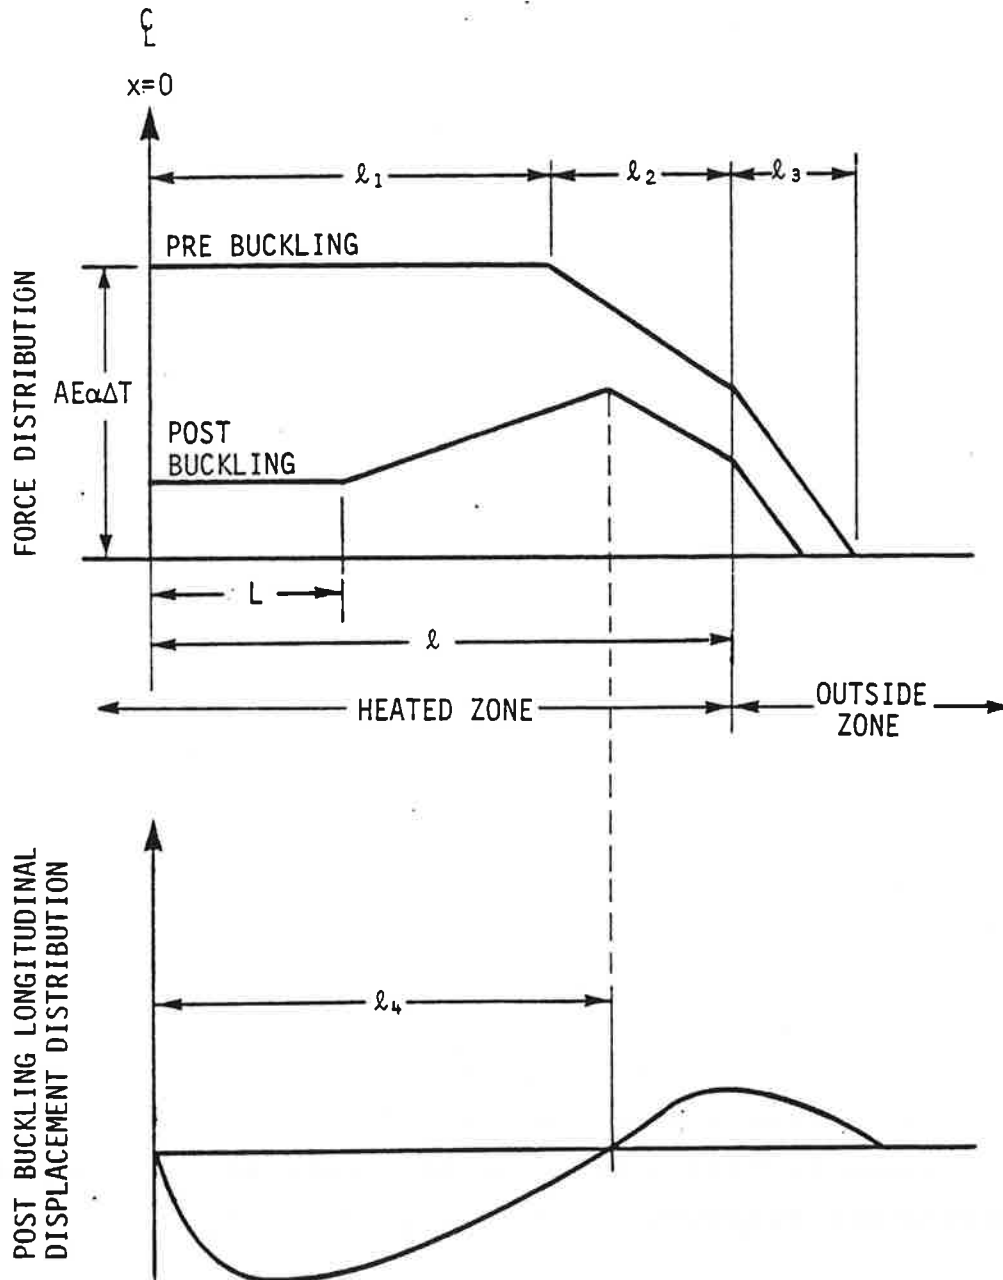 ℄
x=0
ℓ1
ℓ2
ℓ3
PRE BUCKLING
FORCE DISTRIBUTION
AEαΔT
POST
BUCKLING
L
ℓ
HEATED ZONE
OUTSIDE
ZONE
POST BUCKLING LONGITUDINAL
DISPLACEMENT DISTRIBUTION
ℓ4